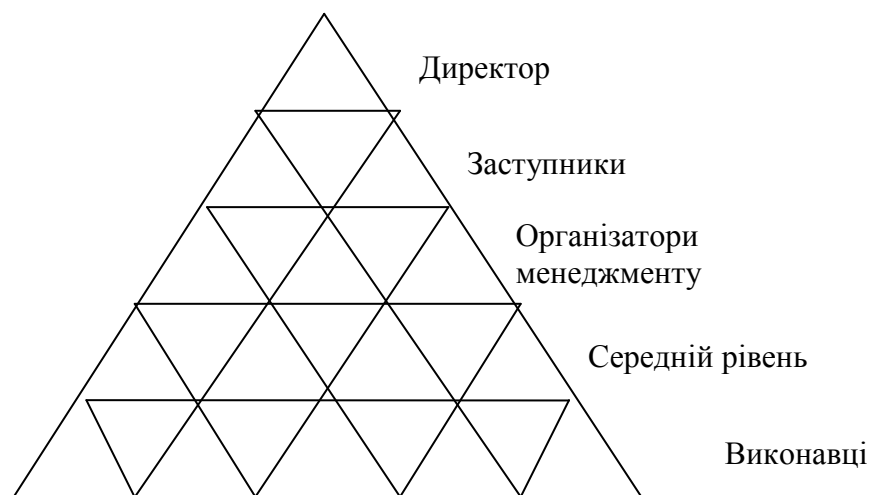 Директор
Заступники
Організатори
менеджменту
Середній рівень
Виконавці